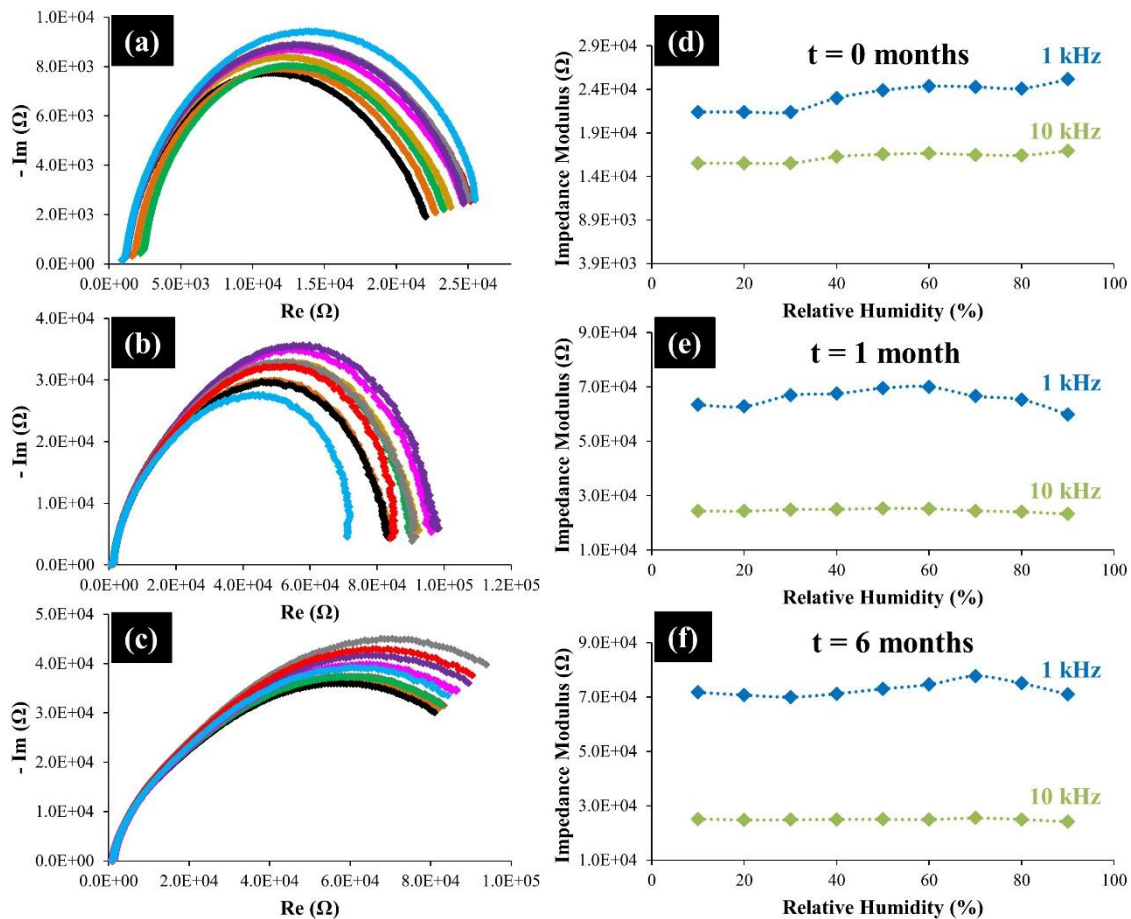 (a)
1.0E+04
8.0E+03
6.0E+03
4.0E+03
2.0E+03
0.0E+00
- Im (Ω)
0.0E+00 5.0E+03 1.0E+04 1.5E+04 2.0E+04 2.5E+04
Re (Ω)
(d)
t = 0 months
1 kHz
10 kHz
2.9E+04
2.4E+04
1.9E+04
1.4E+04
8.9E+03
3.9E+03
Impedance Modulus (Ω)
0 20 40 60 80 100
Relative Humidity (%)
(b)
4.0E+04
3.0E+04
2.0E+04
1.0E+04
0.0E+00
- Im (Ω)
0.0E+00 2.0E+04 4.0E+04 6.0E+04 8.0E+04 1.0E+05 1.2E+05
Re (Ω)
(e)
t = 1 month
1 kHz
10 kHz
9.0E+04
7.0E+04
5.0E+04
3.0E+04
1.0E+04
Impedance Modulus (Ω)
0 20 40 60 80 100
Relative Humidity (%)
(c)
5.0E+04
4.0E+04
3.0E+04
2.0E+04
1.0E+04
0.0E+00
- Im (Ω)
0.0E+00 2.0E+04 4.0E+04 6.0E+04 8.0E+04 1.0E+05
Re (Ω)
(f)
t = 6 months
1 kHz
10 kHz
9.0E+04
7.0E+04
5.0E+04
3.0E+04
1.0E+04
Impedance Modulus (Ω)
0 20 40 60 80 100
Relative Humidity (%)